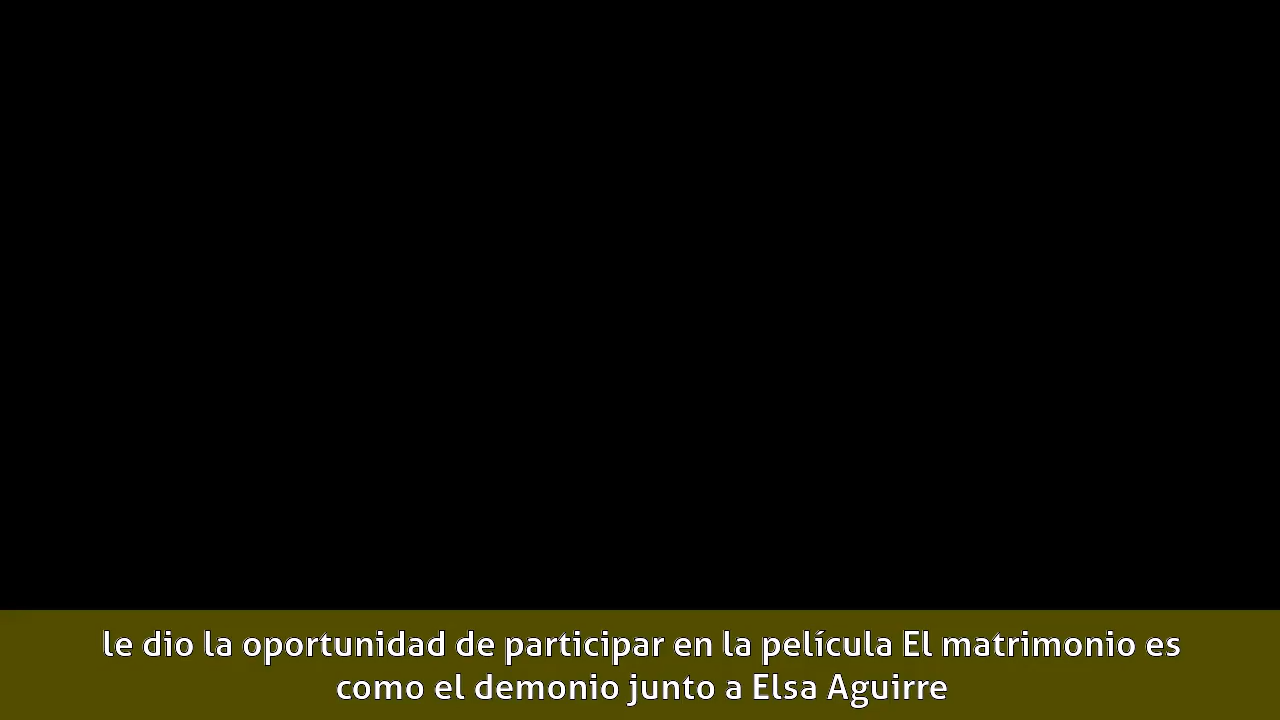 le dio la oportunidad de participar en la película El matrimonio es
como el demonio junto a Elsa Aguirre